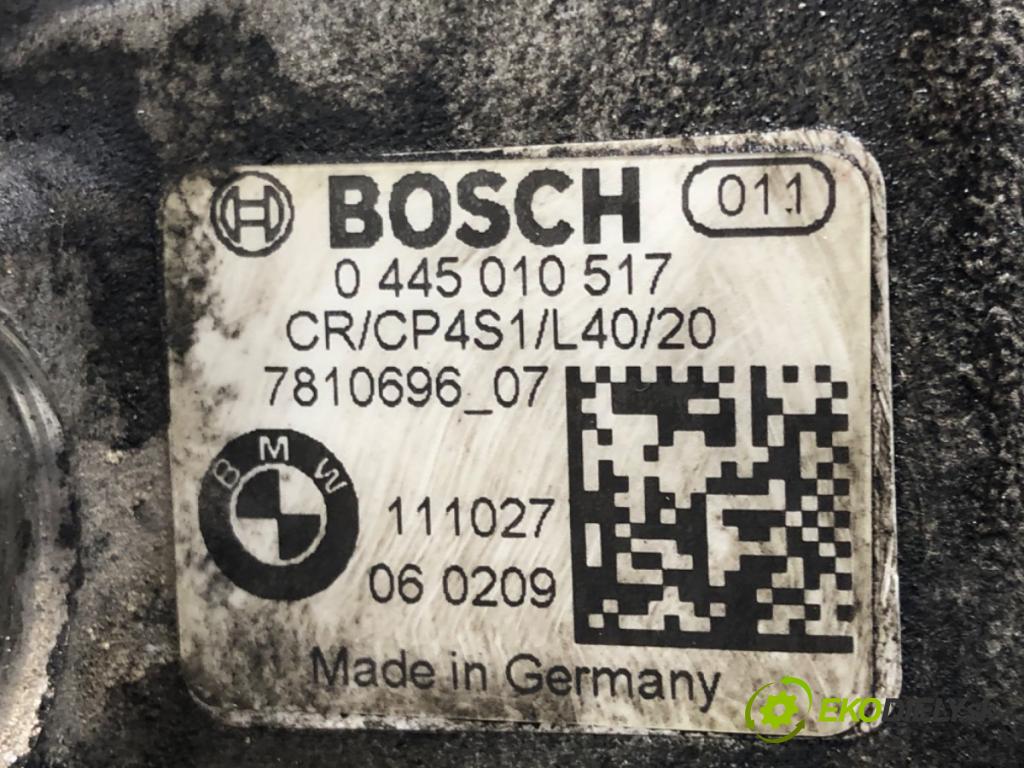 BOSCH 011
0 445 010 517
CR/CP4S1/L40/20
7810696_07
BMW
111027
06 0209
Made in Germany
EKODIELY.SK